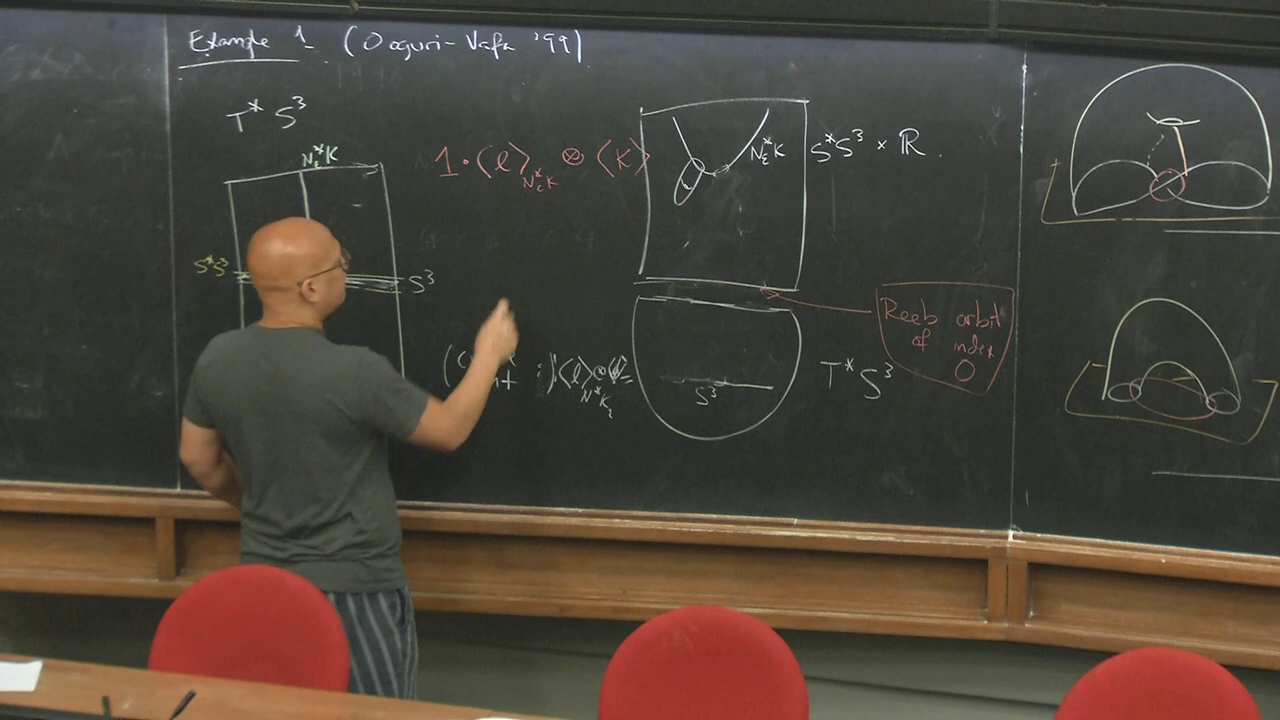 Example 1 (Ooguri-Vafa '99)
T* S³
N*_εK
S*S³
S³
1·⟨l⟩_{N*_εK} ⊗ ⟨K⟩
N*_εK
S*S³ × ℝ.
Reeb orbit
of index
0
S³
T* S³
⟨l⟩